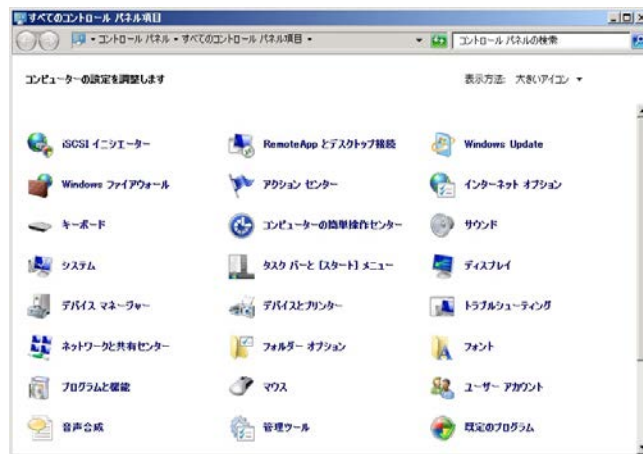 すべてのコントロール パネル項目
コントロール パネル
すべてのコントロール パネル項目
コントロール パネルの検索
コンピューターの設定を調整します
表示方法: 大きいアイコン
iSCSI イニシエーター
RemoteApp とデスクトップ接続
Windows Update
Windows ファイアウォール
アクション センター
インターネット オプション
キーボード
コンピューターの簡単操作センター
サウンド
システム
タスク バーと [スタート] メニュー
ディスプレイ
デバイス マネージャー
デバイスとプリンター
トラブルシューティング
ネットワークと共有センター
フォルダー オプション
フォント
プログラムと機能
マウス
ユーザー アカウント
音声合成
管理ツール
既定のプログラム